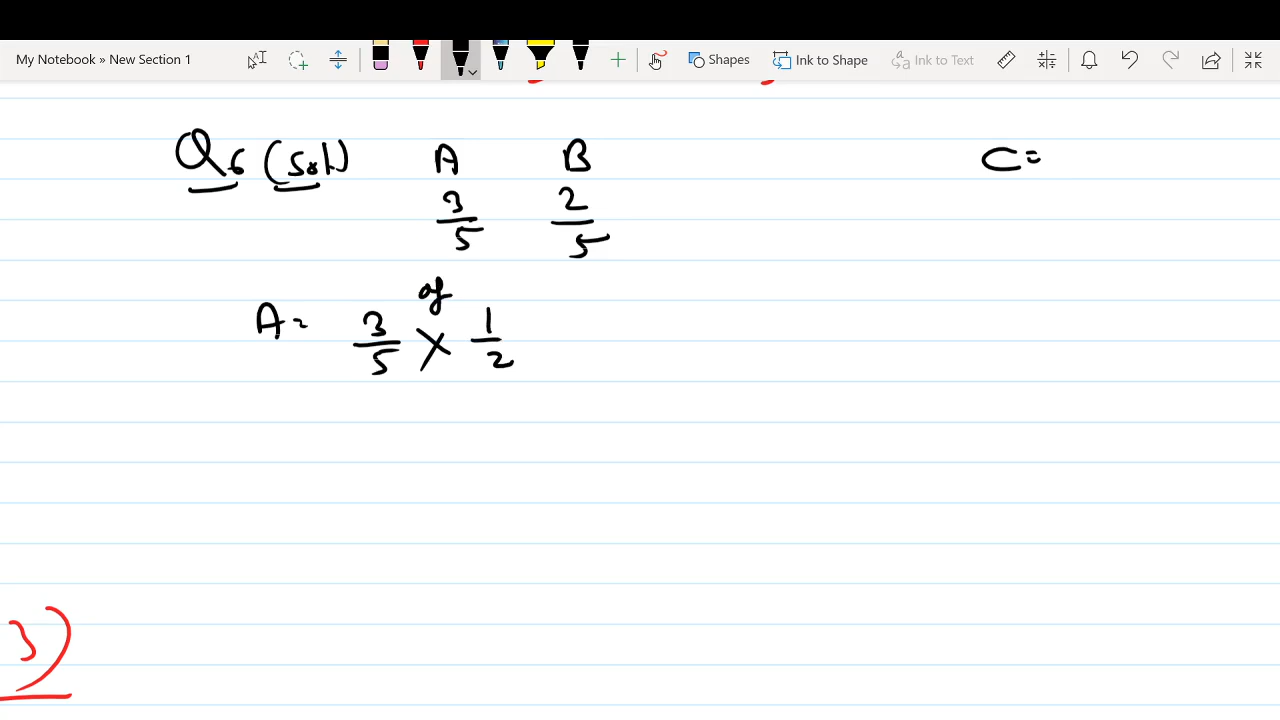 My Notebook » New Section 1
Shapes
Ink to Shape
Ink to Text
Q6 (Sol) A B C=
3/5 2/5
of
A= 3/5 X 1/2
3)